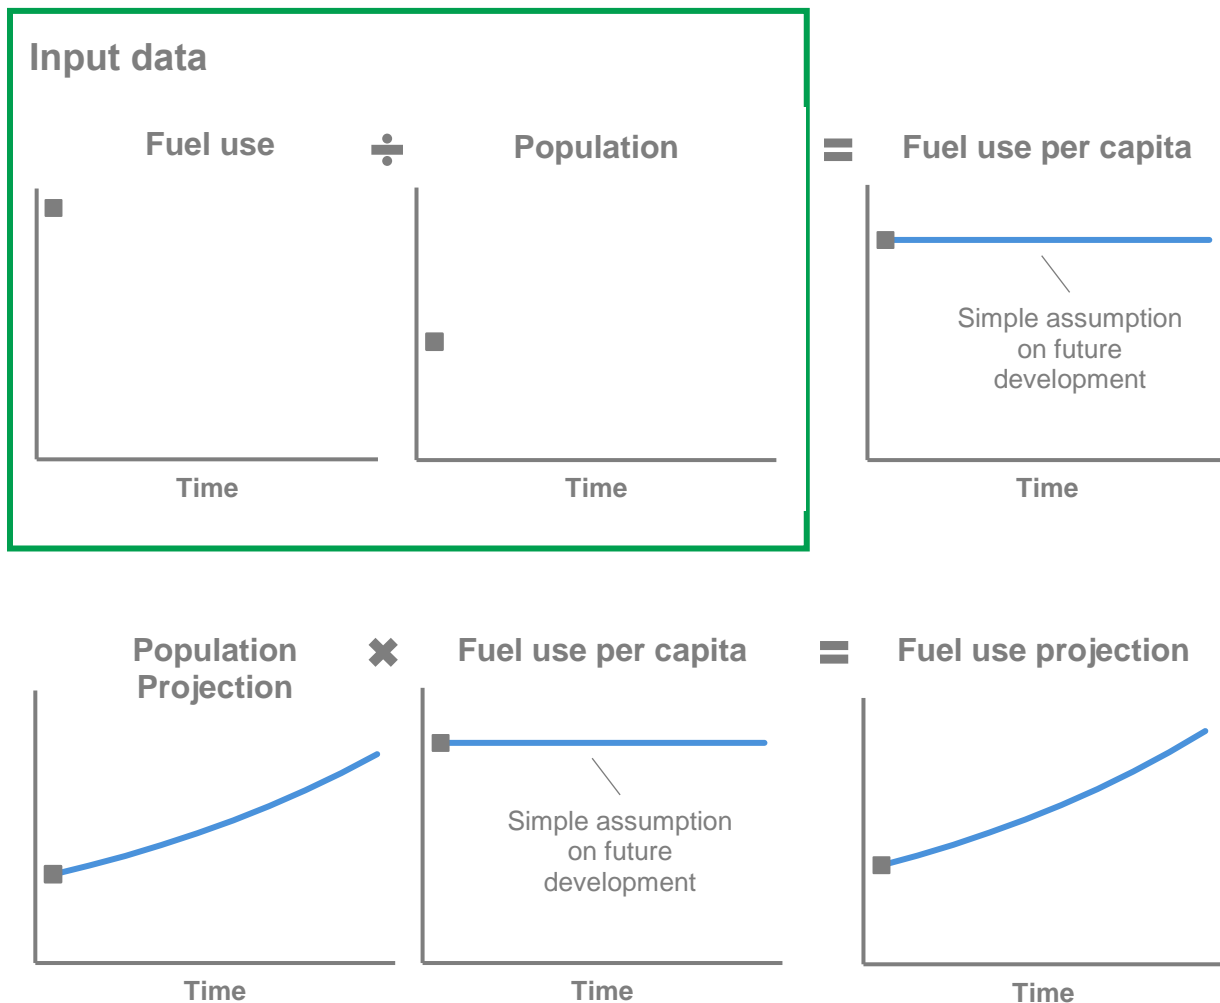 Input data
Fuel use ÷ Population = Fuel use per capita
Simple assumption
on future
development
Time
Time
Time
Population
Projection
✖ Fuel use per capita = Fuel use projection
Simple assumption
on future
development
Time
Time
Time